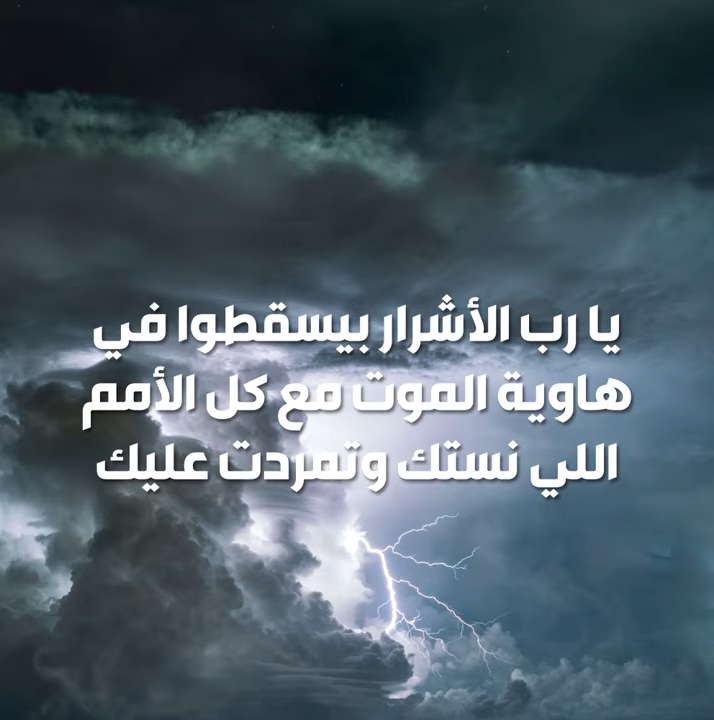 يا رب الأشرار بيسقطوا في
هاوية الموت مع كل الأمم
اللي نستك وتمردت عليك